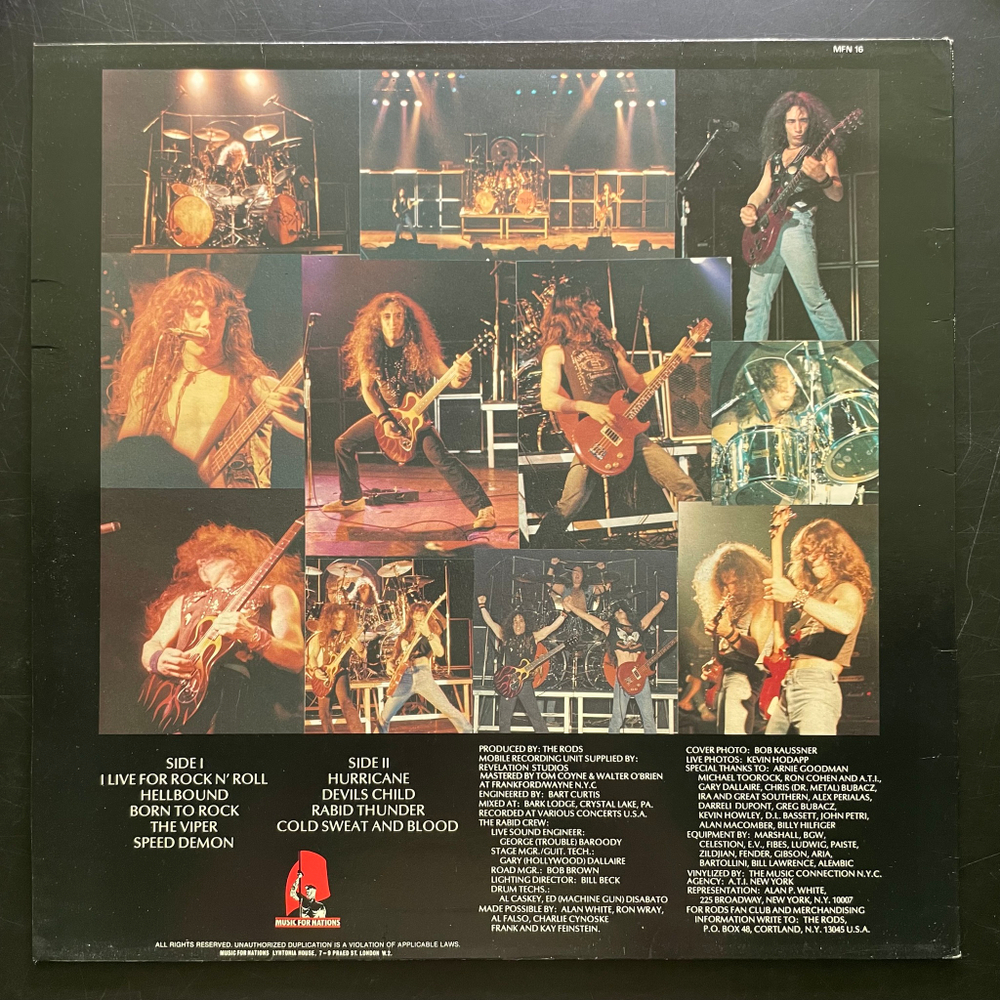 MFN 16
SIDE I
I LIVE FOR ROCK N' ROLL
HELLBOUND
BORN TO ROCK
THE VIPER
SPEED DEMON
SIDE II
HURRICANE
DEVILS CHILD
RABID THUNDER
COLD SWEAT AND BLOOD
MUSIC FOR NATIONS
PRODUCED BY: THE RODS
MOBILE RECORDING UNIT SUPPLIED BY:
REVELATION STUDIOS
MASTERED BY TOM COYNE & WALTER O'BRIEN
AT FRANKFORD/WAYNE N.Y.C
ENGINEERED BY: BART CURTIS
MIXED AT: BARK LODGE, CRYSTAL LAKE, PA.
RECORDED AT VARIOUS CONCERTS U.S.A.
THE RABID CREW:
LIVE SOUND ENGINEER:
GEORGE (TROUBLE) BAROODY
STAGE MGR./GUIT. TECH.:
GARY (HOLLYWOOD) DALLAIRE
ROAD MGR.: BOB BROWN
LIGHTING DIRECTOR: BILL BECK
DRUM TECHS.:
AL CASKEY, ED (MACHINE GUN) DISABATO
MADE POSSIBLE BY: ALAN WHITE, RON WRAY,
AL FALSO, CHARLIE CYNOSKE
FRANK AND KAY FEINSTEIN.
COVER PHOTO: BOB KAUSSNER
LIVE PHOTOS: KEVIN HODAPP
SPECIAL THANKS TO: ARNIE GOODMAN
MICHAEL TOOROCK, RON COHEN AND A.T.I.,
GARY DALLAIRE, CHRIS (DR. METAL) BUBACZ,
IRA AND GREAT SOUTHERN, ALEX PERIALAS,
DARRELL DUPONT, GREG BUBACZ,
KEVIN HOWLEY, D.L. BASSETT, JOHN PETRI,
ALAN MACOMBER, BILLY HILFIGER
EQUIPMENT BY: MARSHALL, BGW,
CELESTION, E.V., FIBES, LUDWIG, PAISTE,
ZILDJIAN, FENDER, GIBSON, ARIA,
BARTOLLINI, BILL LAWRENCE, ALEMBIC
VINYLIZED BY: THE MUSIC CONNECTION N.Y.C.
AGENCY: A.T.I. NEW YORK
REPRESENTATION: ALAN P. WHITE,
225 BROADWAY, NEW YORK, N.Y. 10007
FOR RODS FAN CLUB AND MERCHANDISING
INFORMATION WRITE TO: THE RODS,
P.O. BOX 48, CORTLAND, N.Y. 13045 U.S.A.
ALL RIGHTS RESERVED. UNAUTHORIZED DUPLICATION IS A VIOLATION OF APPLICABLE LAWS.
MUSIC FOR NATIONS LYNTONIA HOUSE. 7-9 PRAED ST. LONDON W.2.